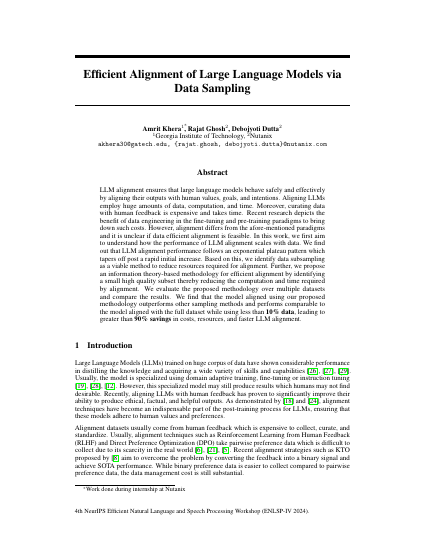 Efficient Alignment of Large Language Models via
Data Sampling
Amrit Khera¹*, Rajat Ghosh², Debojyoti Dutta²
¹Georgia Institute of Technology, ²Nutanix
akhera30@gatech.edu, {rajat.ghosh, debojyoti.dutta}@nutanix.com
Abstract
LLM alignment ensures that large language models behave safely and effectively
by aligning their outputs with human values, goals, and intentions. Aligning LLMs
employ huge amounts of data, computation, and time. Moreover, curating data
with human feedback is expensive and takes time. Recent research depicts the
benefit of data engineering in the fine-tuning and pre-training paradigms to bring
down such costs. However, alignment differs from the afore-mentioned paradigms
and it is unclear if data efficient alignment is feasible. In this work, we first aim
to understand how the performance of LLM alignment scales with data. We find
out that LLM alignment performance follows an exponential plateau pattern which
tapers off post a rapid initial increase. Based on this, we identify data subsampling
as a viable method to reduce resources required for alignment. Further, we propose
an information theory-based methodology for efficient alignment by identifying
a small high quality subset thereby reducing the computation and time required
by alignment. We evaluate the proposed methodology over multiple datasets
and compare the results. We find that the model aligned using our proposed
methodology outperforms other sampling methods and performs comparable to
the model aligned with the full dataset while using less than 10% data, leading to
greater than 90% savings in costs, resources, and faster LLM alignment.
1 Introduction
Large Language Models (LLMs) trained on huge corpus of data have shown considerable performance
in distilling the knowledge and acquiring a wide variety of skills and capabilities [26], [27], [29].
Usually, the model is specialized using domain adaptive training, fine-tuning or instruction tuning
[19], [28], [12]. However, this specialized model may still produce results which humans may not find
desirable. Recently, aligning LLMs with human feedback has proven to significantly improve their
ability to produce ethical, factual, and helpful outputs. As demonstrated by [18] and [24], alignment
techniques have become an indispensable part of the post-training process for LLMs, ensuring that
these models adhere to human values and preferences.
Alignment datasets usually come from human feedback which is expensive to collect, curate, and
standardize. Usually, alignment techniques such as Reinforcement Learning from Human Feedback
(RLHF) and Direct Preference Optimization (DPO) take pairwise preference data which is difficult to
collect due to its scarcity in the real world [6], [21], [5]. Recent alignment strategies such as KTO
proposed by [8] aim to overcome the problem by converting the feedback into a binary signal and
achieve SOTA performance. While binary preference data is easier to collect compared to pairwise
preference data, the data management cost is still substantial.
*Work done during internship at Nutanix
4th NeurIPS Efficient Natural Language and Speech Processing Workshop (ENLSP-IV 2024).